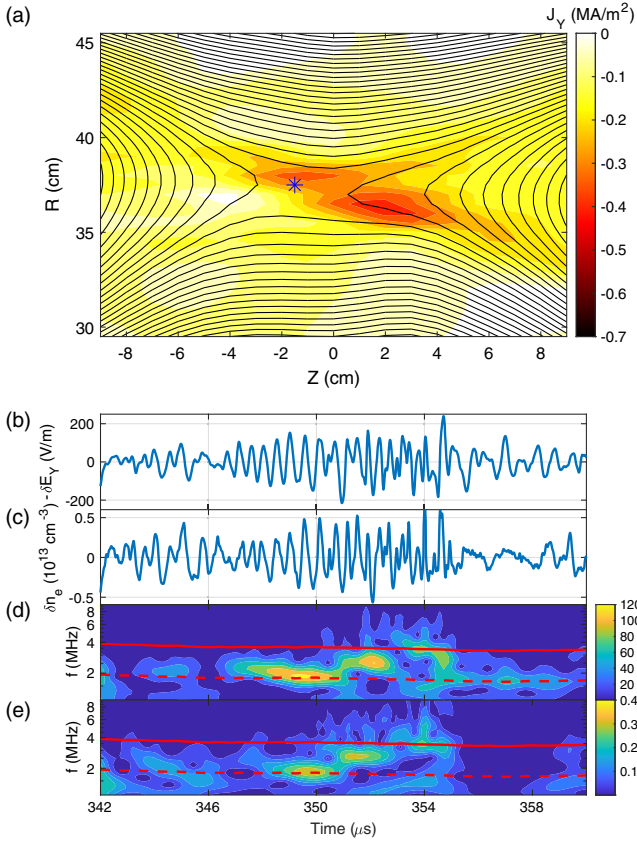 (a)
J_Y (MA/m²)
45
40
35
30
R (cm)
-8 -6 -4 -2 0 2 4 6 8
Z (cm)
0
-0.1
-0.2
-0.3
-0.4
-0.5
-0.6
-0.7
(b)
200
0
-200
-δE_Y (V/m)
(c)
0.5
0
-0.5
δn_e (10¹³ cm⁻³)
(d)
8
6
4
2
f (MHz)
120
100
80
60
40
20
(e)
8
6
4
2
f (MHz)
0.4
0.3
0.2
0.1
342 346 350 354 358
Time (μs)